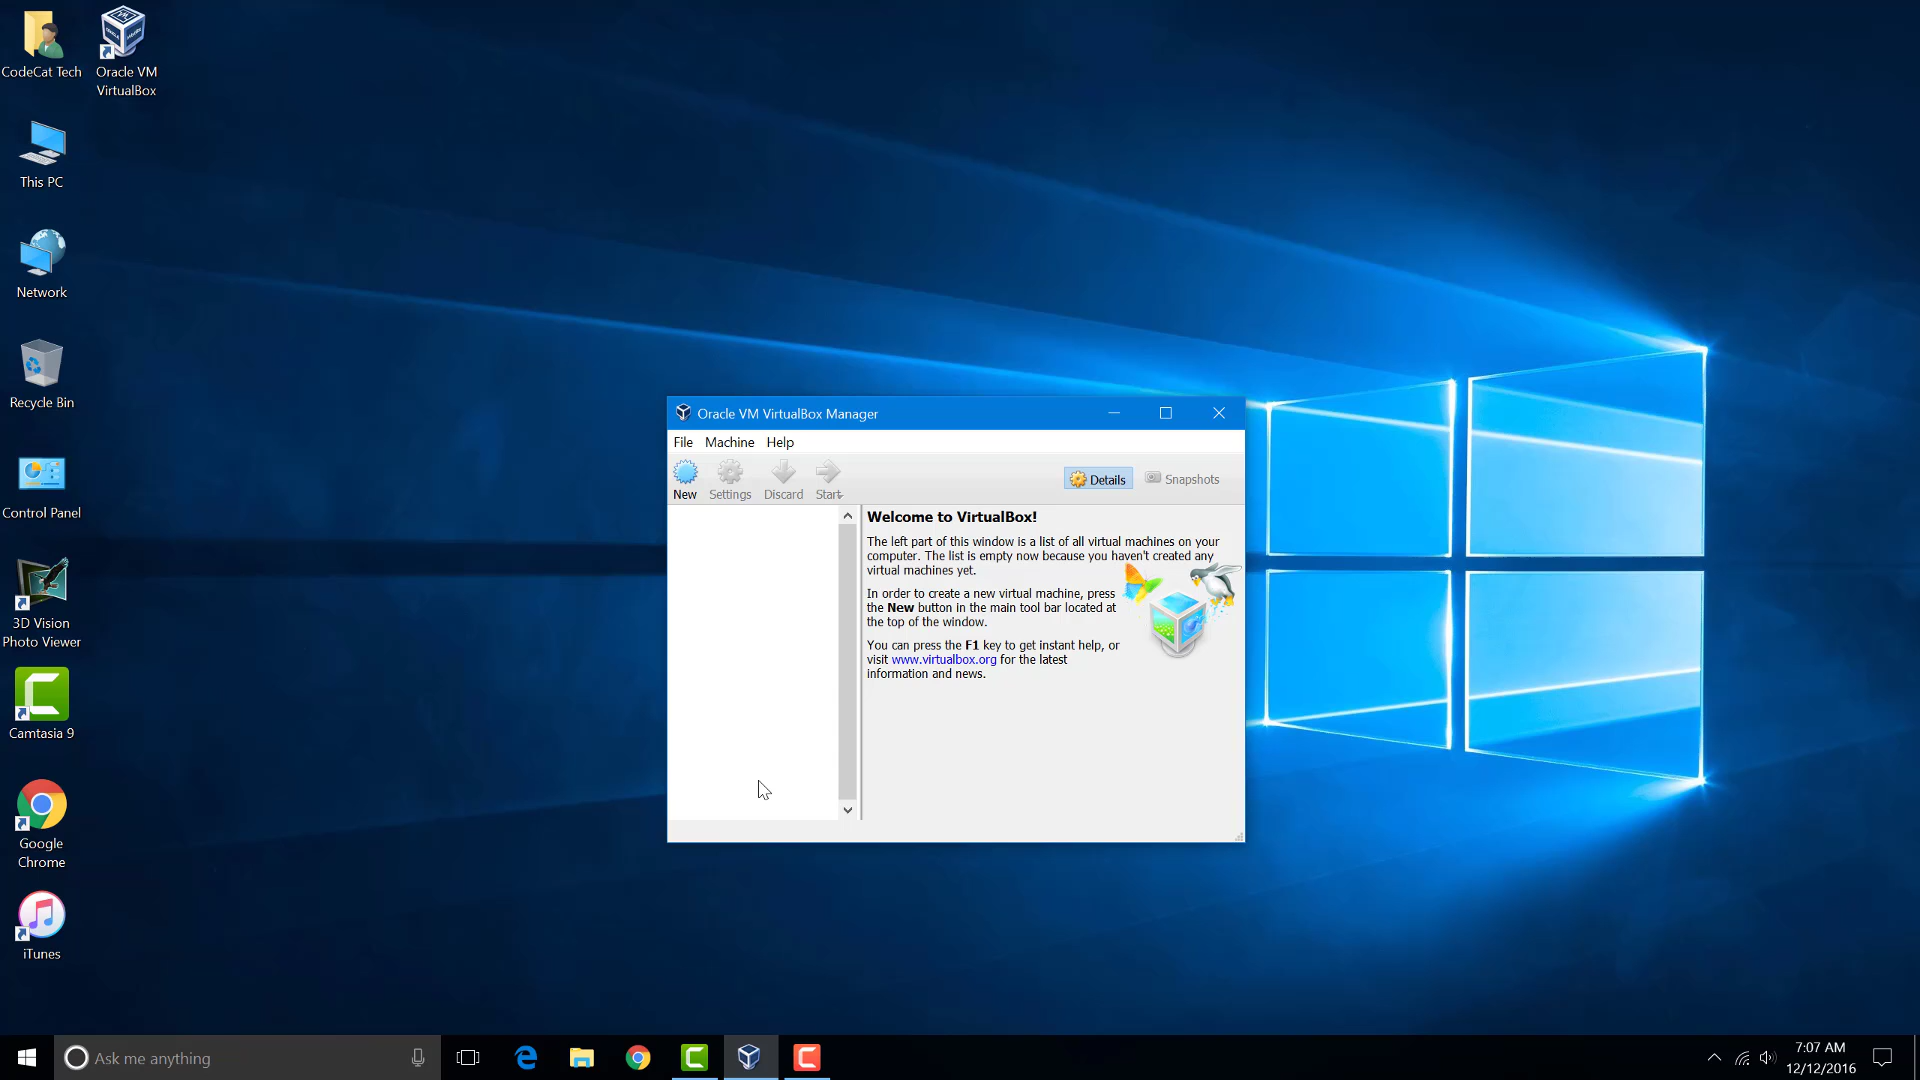 CodeCat Tech
Oracle VM
VirtualBox
This PC
Network
Recycle Bin
Control Panel
3D Vision
Photo Viewer
Camtasia 9
Google
Chrome
iTunes
Oracle VM VirtualBox Manager
File Machine Help
New Settings Discard Start
Details Snapshots
Welcome to VirtualBox!
The left part of this window is a list of all virtual machines on your
computer. The list is empty now because you haven't created any
virtual machines yet.
In order to create a new virtual machine, press
the New button in the main tool bar located at
the top of the window.
You can press the F1 key to get instant help, or
visit www.virtualbox.org for the latest
information and news.
Ask me anything
7:07 AM
12/12/2016